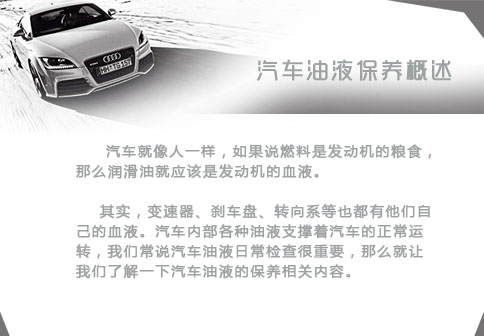 汽车油液保养概述
汽车就像人一样，如果说燃料是发动机的粮食，
那么润滑油就应该是发动机的血液。
其实，变速器、刹车盘、转向系等也都有他们自
己的血液。汽车内部各种油液支撑着汽车的正常运
转，我们常说汽车油液日常检查很重要，那么就让
我们了解一下汽车油液的保养相关内容。